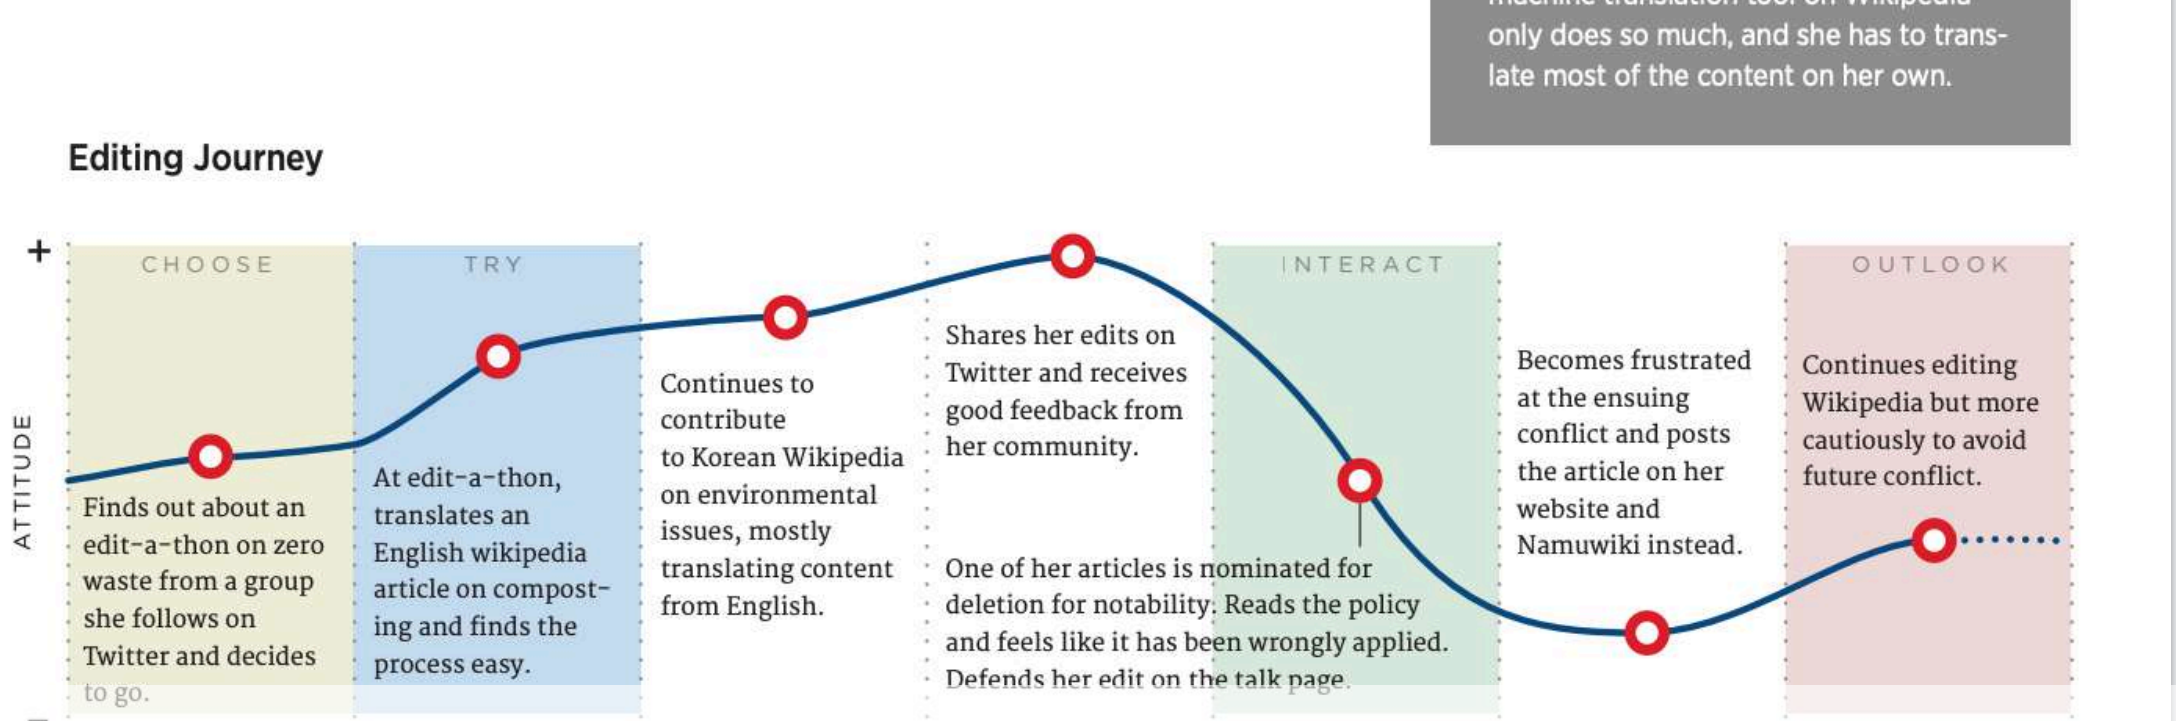 machine translation tool on Wikipedia
only does so much, and she has to trans-
late most of the content on her own.
Editing Journey
+
ATTITUDE
CHOOSE
Finds out about an
edit-a-thon on zero
waste from a group
she follows on
Twitter and decides
to go.
TRY
At edit-a-thon,
translates an
English wikipedia
article on compost-
ing and finds the
process easy.
Continues to
contribute
to Korean Wikipedia
on environmental
issues, mostly
translating content
from English.
Shares her edits on
Twitter and receives
good feedback from
her community.
INTERACT
One of her articles is nominated for
deletion for notability. Reads the policy
and feels like it has been wrongly applied.
Defends her edit on the talk page.
Becomes frustrated
at the ensuing
conflict and posts
the article on her
website and
Namuwiki instead.
OUTLOOK
Continues editing
Wikipedia but more
cautiously to avoid
future conflict.